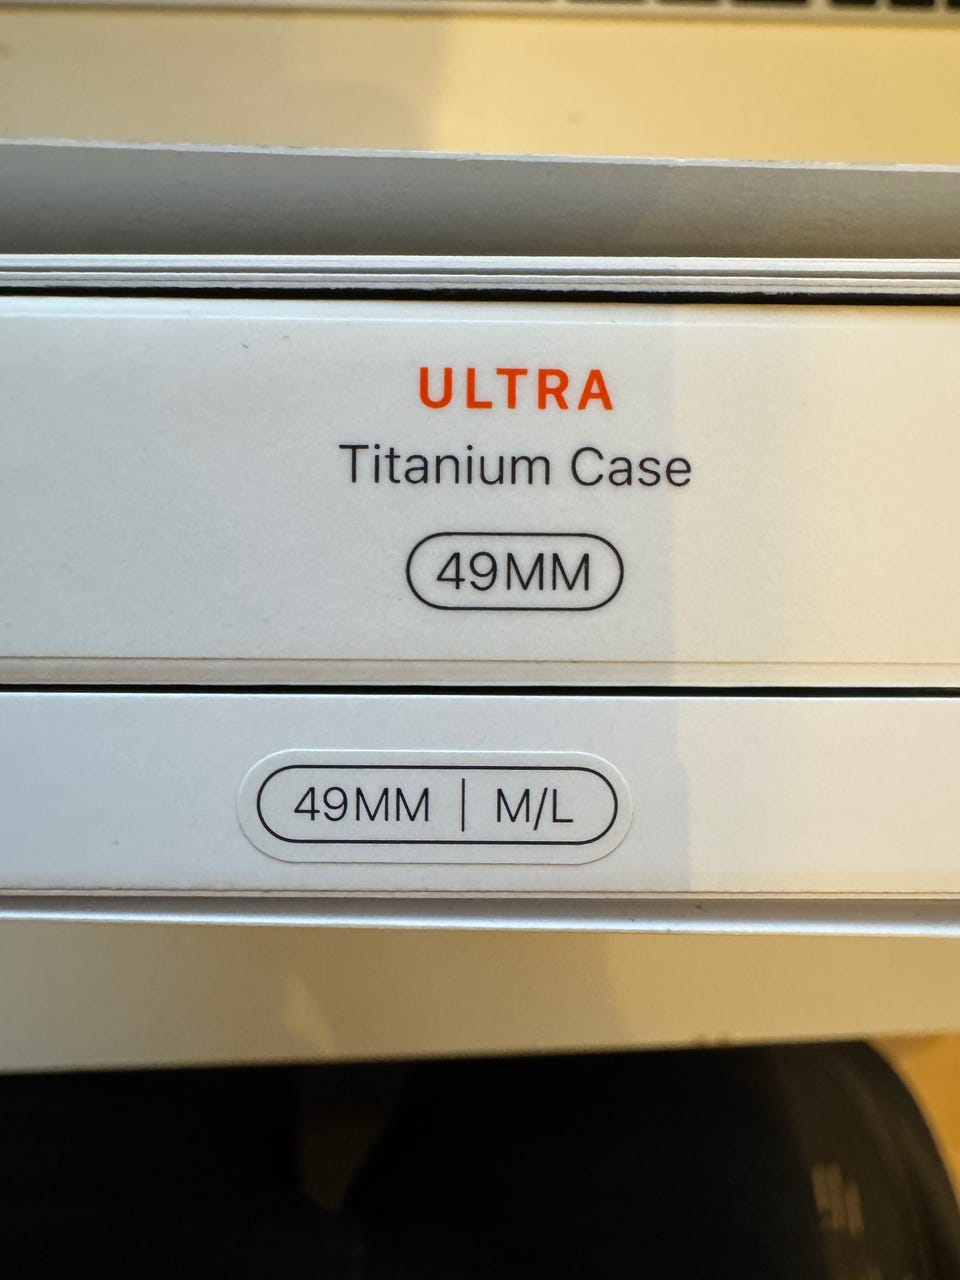 ULTRA
Titanium Case
49MM
49MM | M/L